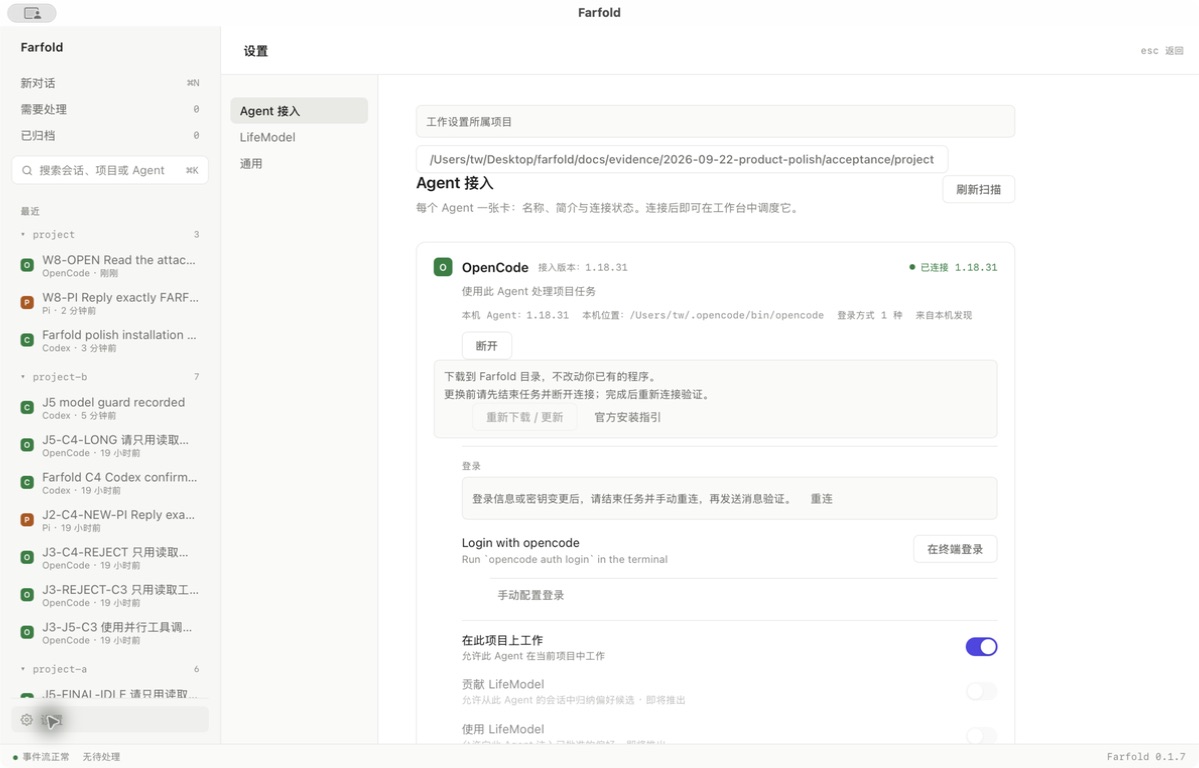 Farfold
Farfold
新对话 ⌘N
需要处理 0
已归档 0
搜索会话、项目或 Agent ⌘K
最近
project 3
W8-OPEN Read the attac...
OpenCode · 刚刚
W8-PI Reply exactly FARF...
Pi · 2 分钟前
Farfold polish installation ...
Codex · 3 分钟前
project-b 7
J5 model guard recorded
Codex · 5 分钟前
J5-C4-LONG 请只用读取...
OpenCode · 19 小时前
Farfold C4 Codex confirm...
Codex · 19 小时前
J2-C4-NEW-PI Reply exa...
Pi · 19 小时前
J3-C4-REJECT 只用读取...
OpenCode · 19 小时前
J3-REJECT-C3 只用读取工...
OpenCode · 19 小时前
J3-J5-C3 使用并行工具调...
OpenCode · 19 小时前
project-a 6
J5-FINAL-IDLE 请只用读取...
设置
esc 返回
Agent 接入
LifeModel
通用
工作设置所属项目
/Users/tw/Desktop/farfold/docs/evidence/2026-09-22-product-polish/acceptance/project
Agent 接入
刷新扫描
每个 Agent 一张卡：名称、简介与连接状态。连接后即可在工作台中调度它。
O OpenCode 接入版本: 1.18.31 已连接 1.18.31
使用此 Agent 处理项目任务
本机 Agent: 1.18.31 本机位置: /Users/tw/.opencode/bin/opencode 登录方式 1 种 来自本机发现
断开
下载到 Farfold 目录，不改动你已有的程序。
更换前请先结束任务并断开连接；完成后重新连接验证。
重新下载 / 更新 官方安装指引
登录
登录信息或密钥变更后，请结束任务并手动重连，再发送消息验证。 重连
Login with opencode
Run `opencode auth login` in the terminal
在终端登录
手动配置登录
在此项目上工作
允许此 Agent 在当前项目中工作
贡献 LifeModel
允许从此 Agent 的会话中归纳偏好候选 · 即将推出
使用 LifeModel
事件流正常 无待处理
Farfold 0.1.7